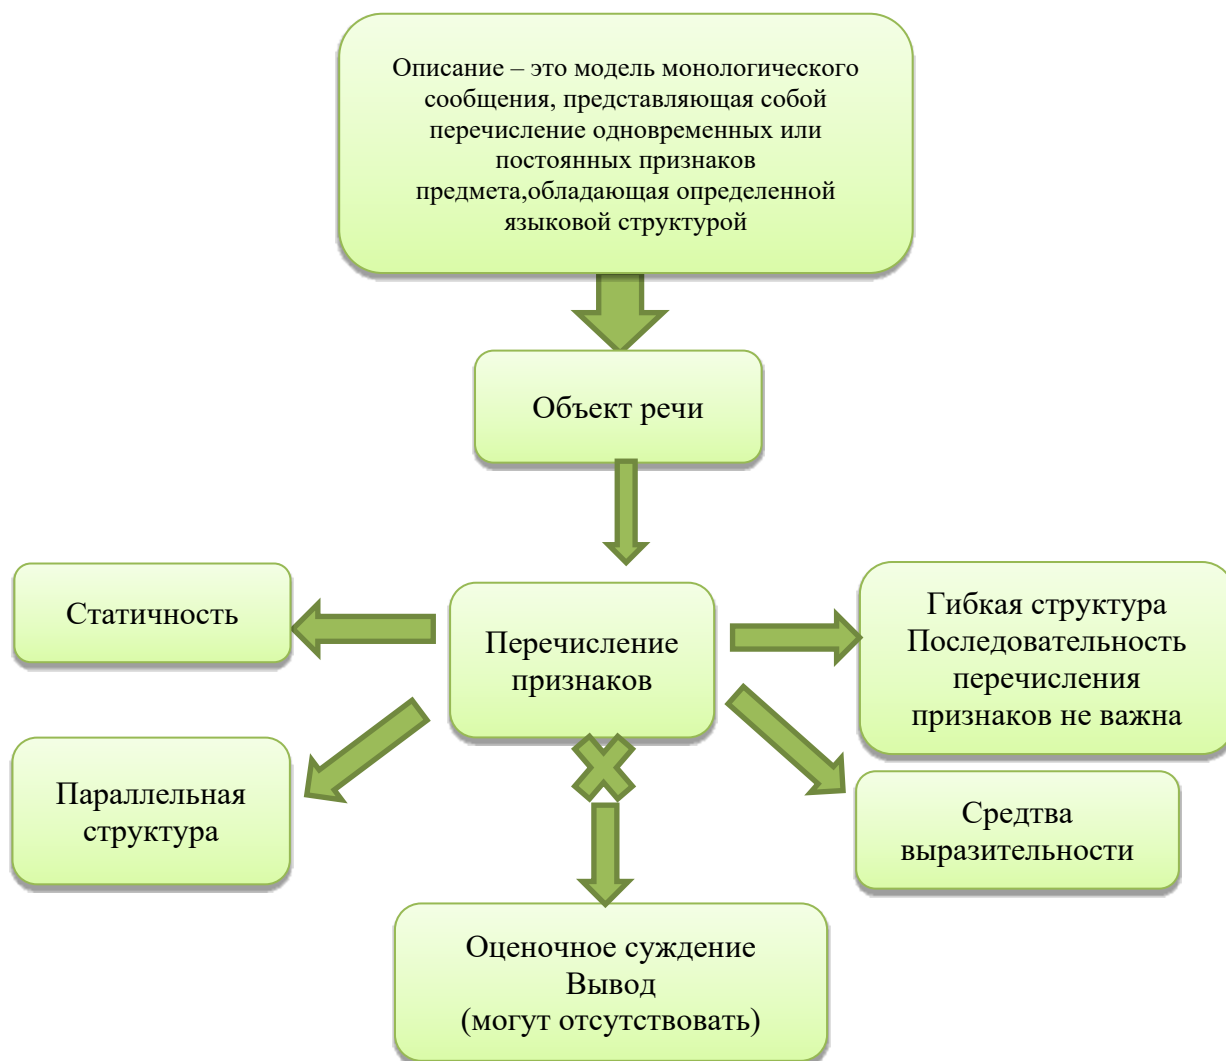 Описание – это модель монологического
сообщения, представляющая собой
перечисление одновременных или
постоянных признаков
предмета,обладающая определенной
языковой структурой
Объект речи
Статичность
Перечисление
признаков
Гибкая структура
Последовательность
перечисления
признаков не важна
Параллельная
структура
Средтва
выразительности
Оценочное суждение
Вывод
(могут отсутствовать)